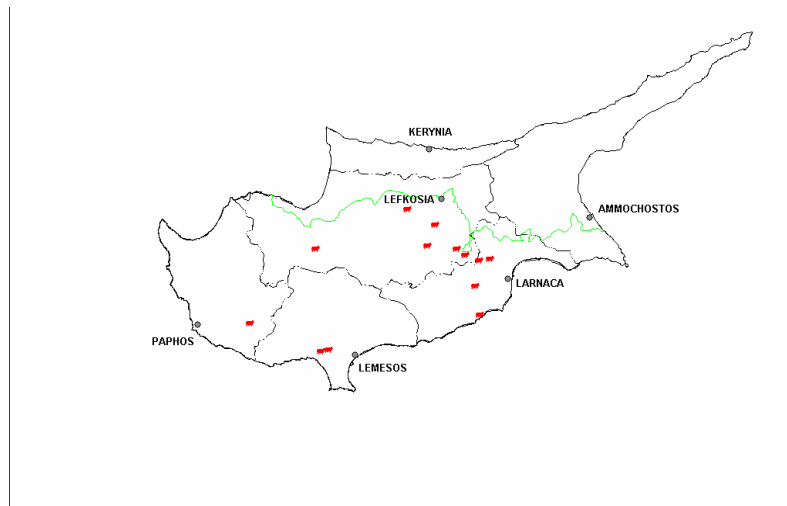 KERYNIA
LEFKOSIA
AMMOCHOSTOS
LARNACA
PAPHOS
LEMESOS